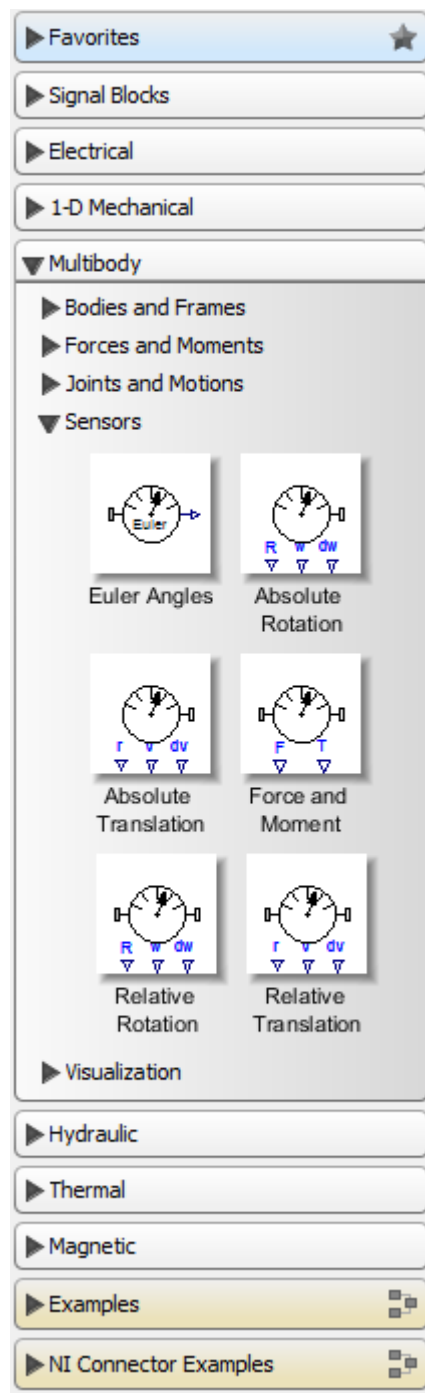 Favorites
Signal Blocks
Electrical
1-D Mechanical
Multibody
Bodies and Frames
Forces and Moments
Joints and Motions
Sensors
Euler
R w dw
Euler Angles
Absolute
Rotation
r v dv
F T
Absolute
Translation
Force and
Moment
R w dw
r v dv
Relative
Rotation
Relative
Translation
Visualization
Hydraulic
Thermal
Magnetic
Examples
NI Connector Examples